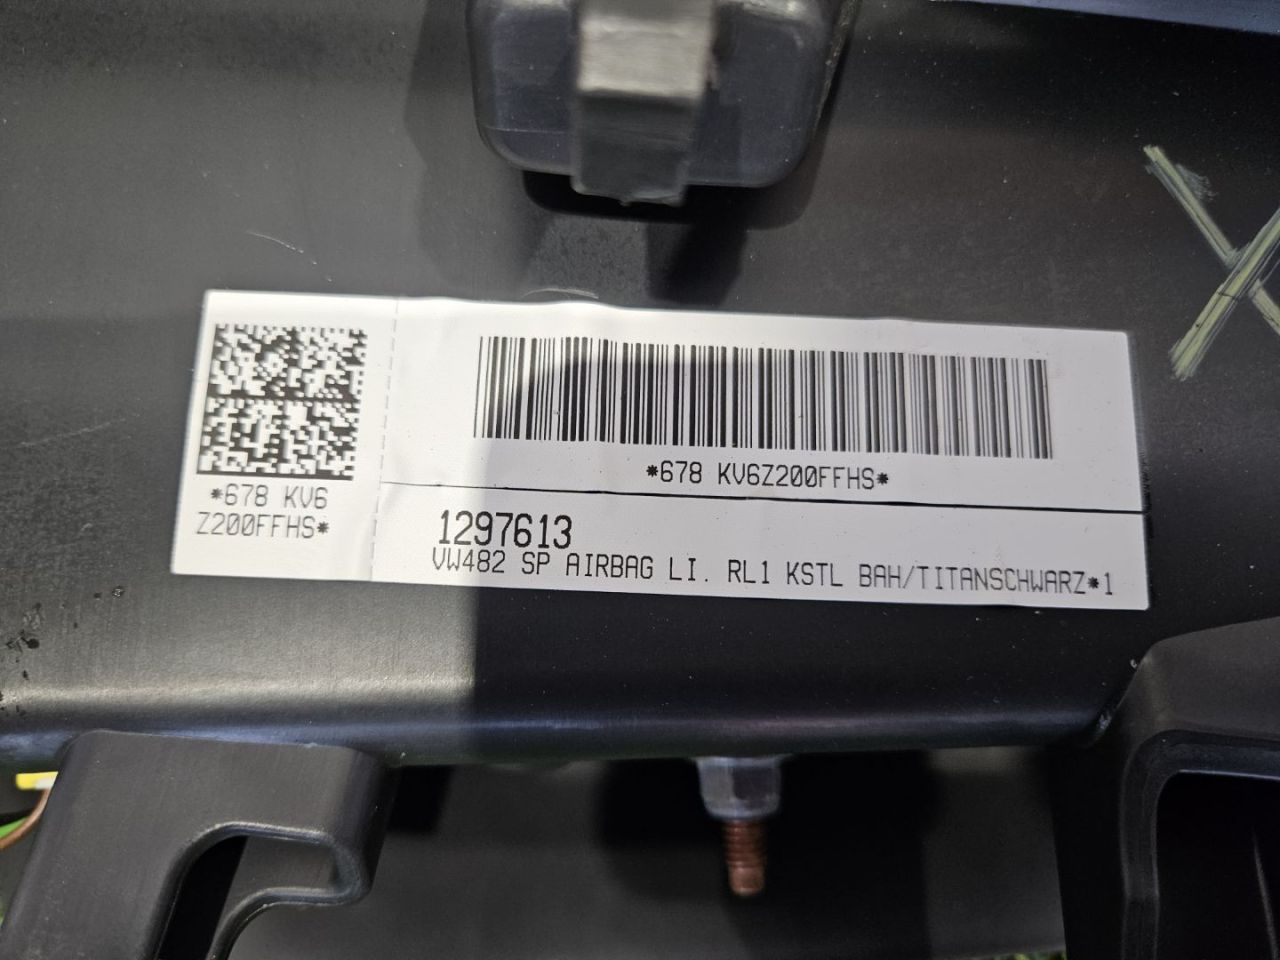 *678 KV6
Z200FFHS*
*678 KV6Z200FFHS*
1297613
VW482 SP AIRBAG LI. RL1 KSTL BAH/TITANSCHWARZ*1